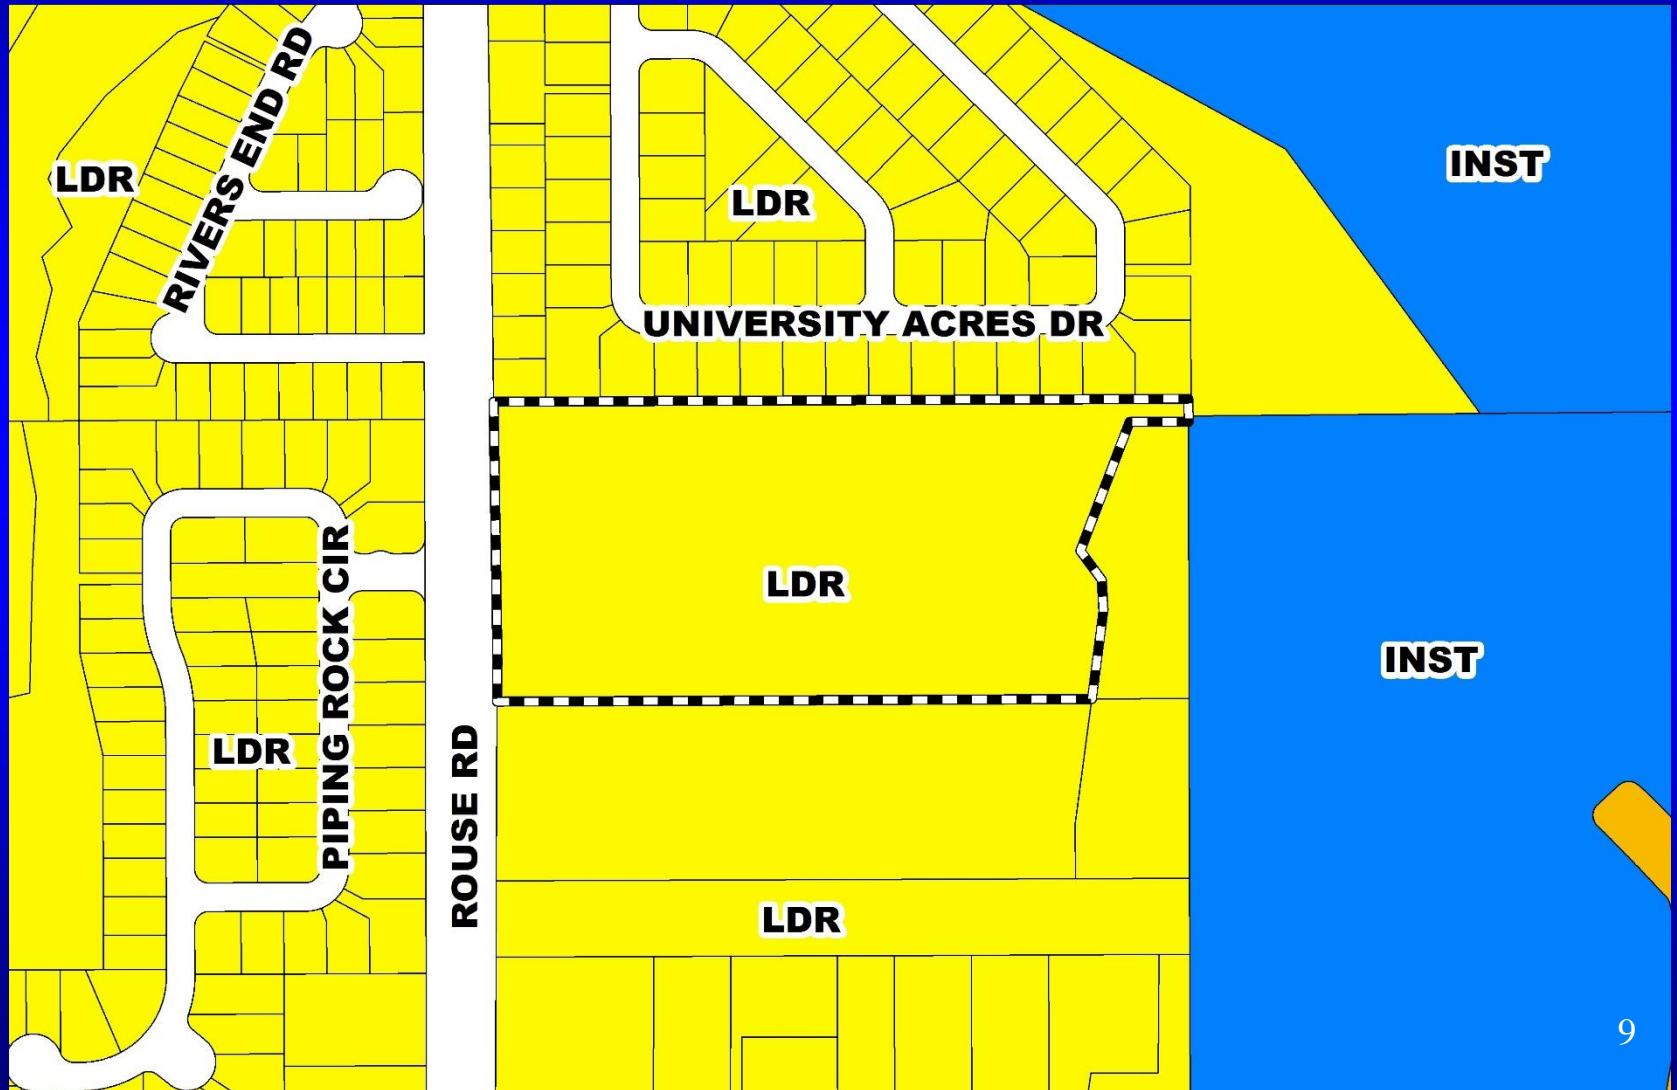 RIVERS END RD
LDR
LDR
INST
UNIVERSITY ACRES DR
LDR
PIPING ROCK CIR
INST
LDR
ROUSE RD
LDR
9